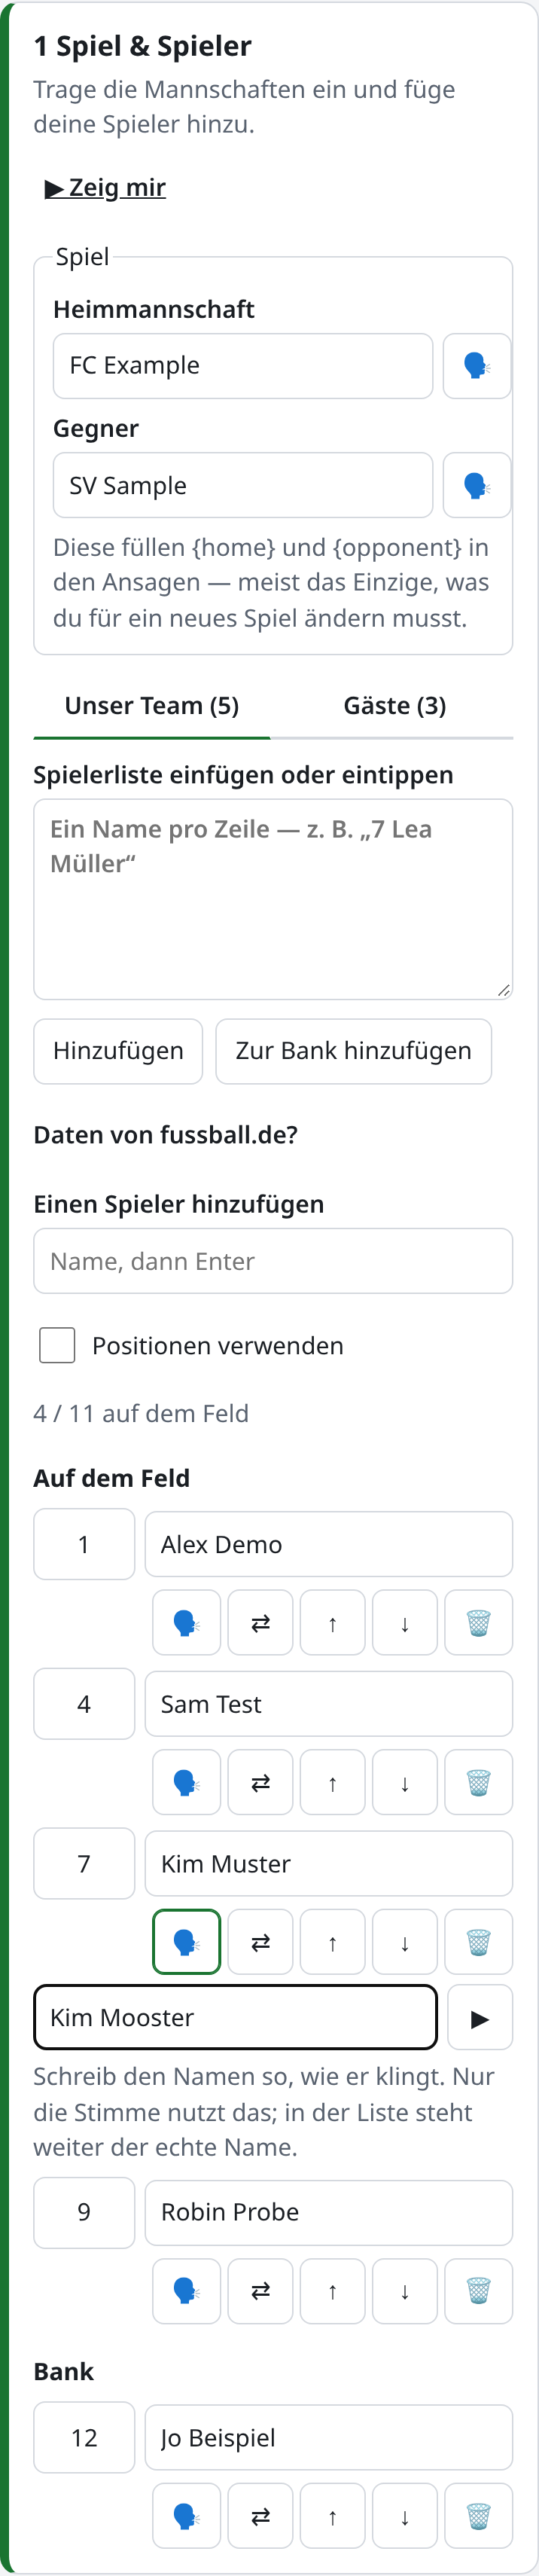 1 Spiel & Spieler
Trage die Mannschaften ein und füge
deine Spieler hinzu.
▶ Zeig mir
Spiel
Heimmannschaft
FC Example
Gegner
SV Sample
Diese füllen {home} und {opponent} in
den Ansagen — meist das Einzige, was
du für ein neues Spiel ändern musst.
Unser Team (5) Gäste (3)
Spielerliste einfügen oder eintippen
Ein Name pro Zeile — z. B. „7 Lea
Müller“
Hinzufügen Zur Bank hinzufügen
Daten von fussball.de?
Einen Spieler hinzufügen
Name, dann Enter
Positionen verwenden
4 / 11 auf dem Feld
Auf dem Feld
1 Alex Demo
⇄ ↑ ↓
4 Sam Test
⇄ ↑ ↓
7 Kim Muster
⇄ ↑ ↓
Kim Mooster ▶
Schreib den Namen so, wie er klingt. Nur
die Stimme nutzt das; in der Liste steht
weiter der echte Name.
9 Robin Probe
⇄ ↑ ↓
Bank
12 Jo Beispiel
⇄ ↑ ↓